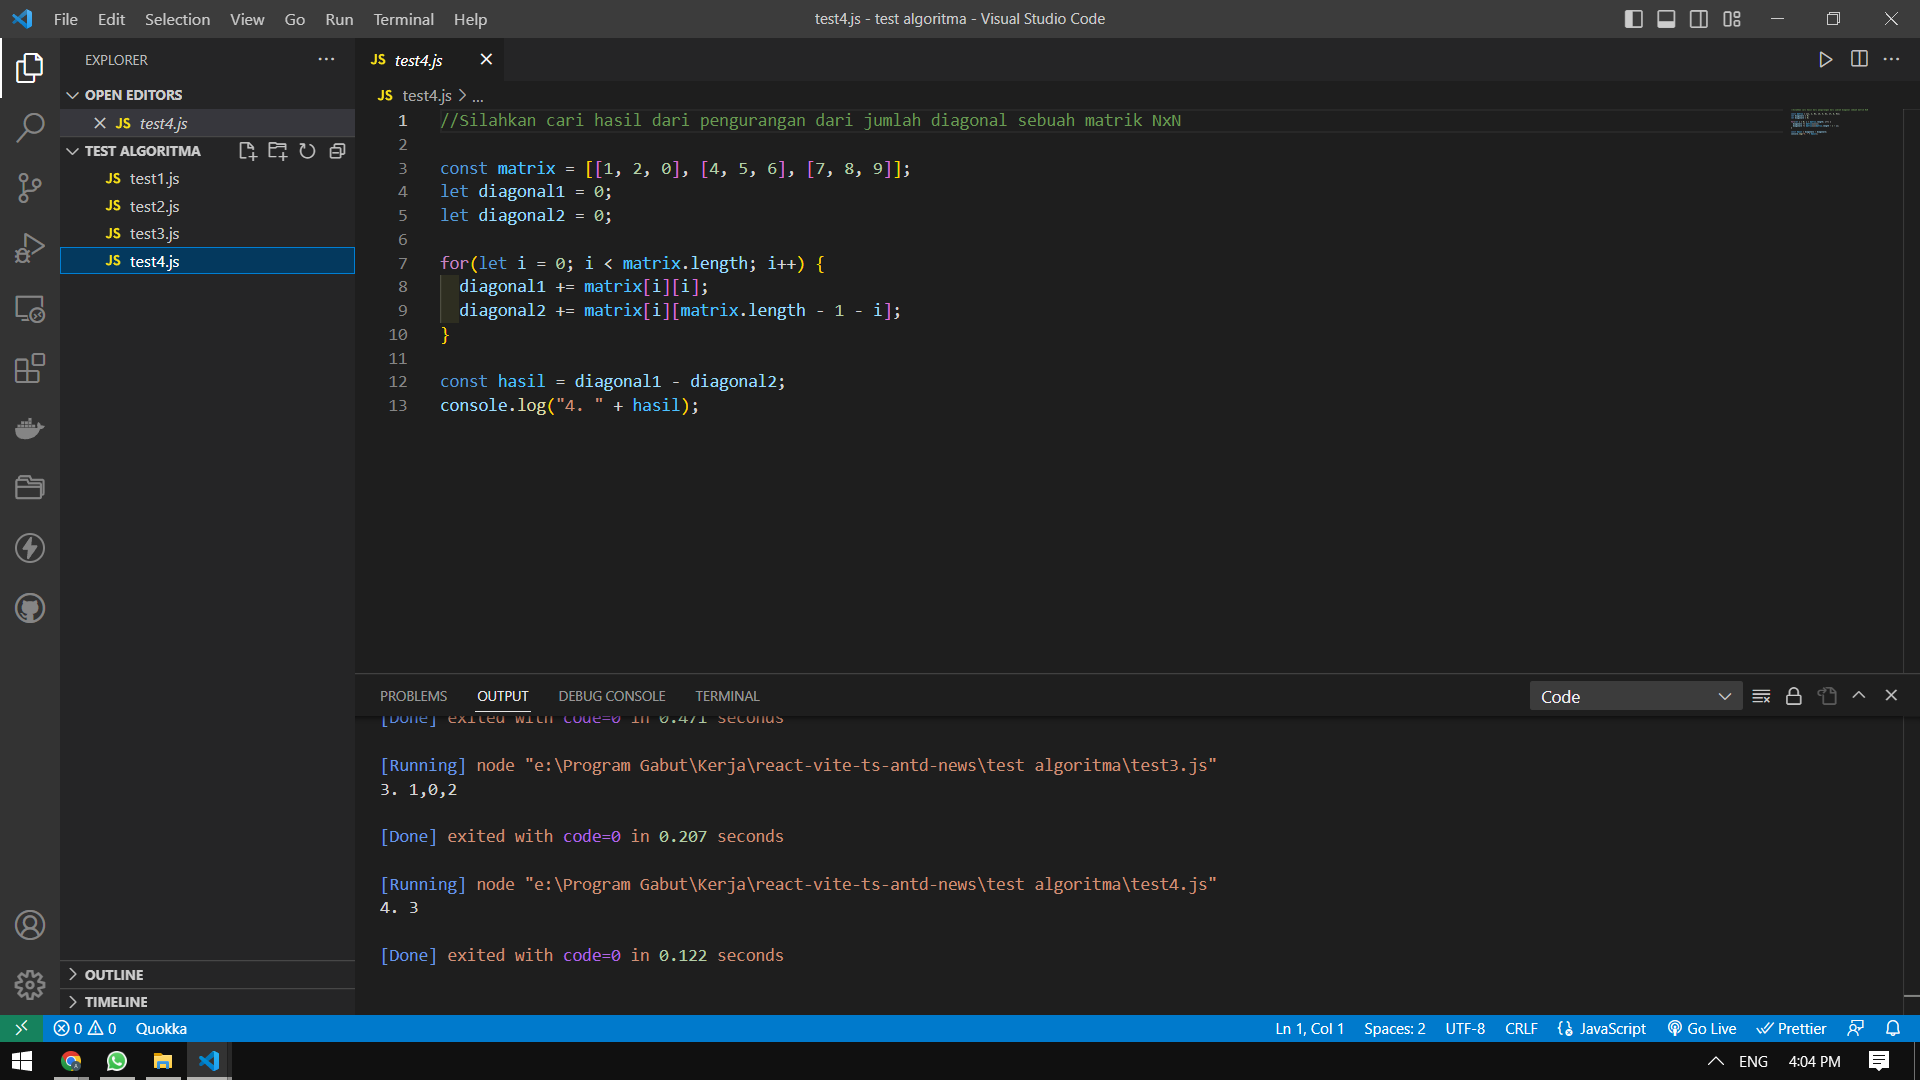 File Edit Selection View Go Run Terminal Help
test4.js - test algoritma - Visual Studio Code
EXPLORER
OPEN EDITORS
JS test4.js
TEST ALGORITMA
JS test1.js
JS test2.js
JS test3.js
JS test4.js
OUTLINE
TIMELINE
JS test4.js
JS test4.js > ...
1 //Silahkan cari hasil dari pengurangan dari jumlah diagonal sebuah matrik NxN
2
3 const matrix = [[1, 2, 0], [4, 5, 6], [7, 8, 9]];
4 let diagonal1 = 0;
5 let diagonal2 = 0;
6
7 for(let i = 0; i < matrix.length; i++) {
8 diagonal1 += matrix[i][i];
9 diagonal2 += matrix[i][matrix.length - 1 - i];
10 }
11
12 const hasil = diagonal1 - diagonal2;
13 console.log("4. " + hasil);
PROBLEMS OUTPUT DEBUG CONSOLE TERMINAL
Code
[Done] exited with code=0 in 0.471 seconds
[Running] node "e:\Program Gabut\Kerja\react-vite-ts-antd-news\test algoritma\test3.js"
3. 1,0,2
[Done] exited with code=0 in 0.207 seconds
[Running] node "e:\Program Gabut\Kerja\react-vite-ts-antd-news\test algoritma\test4.js"
4. 3
[Done] exited with code=0 in 0.122 seconds
0 0 Quokka
Ln 1, Col 1 Spaces: 2 UTF-8 CRLF JavaScript Go Live Prettier
ENG 4:04 PM